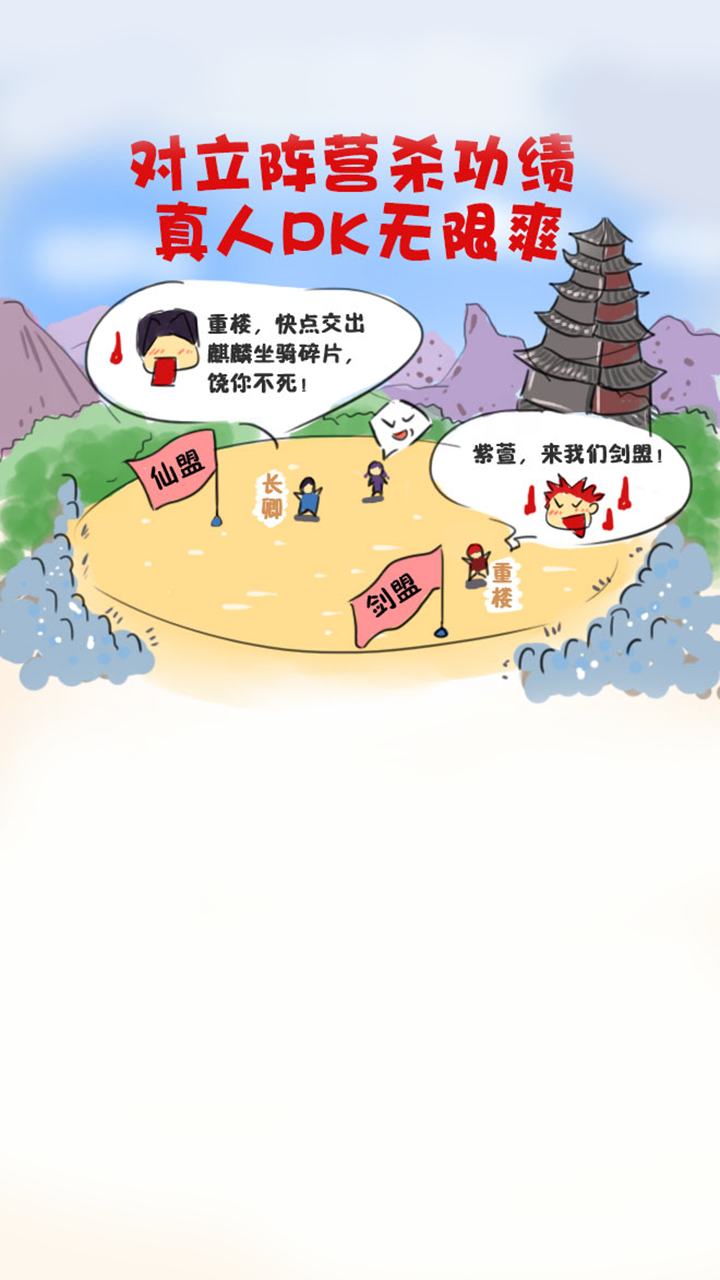 对立阵营杀功绩
真人PK无限爽
重楼，快点交出
麒麟坐骑碎片，
饶你不死！
紫萱，来我们剑盟！
仙盟
长卿
剑盟
重楼